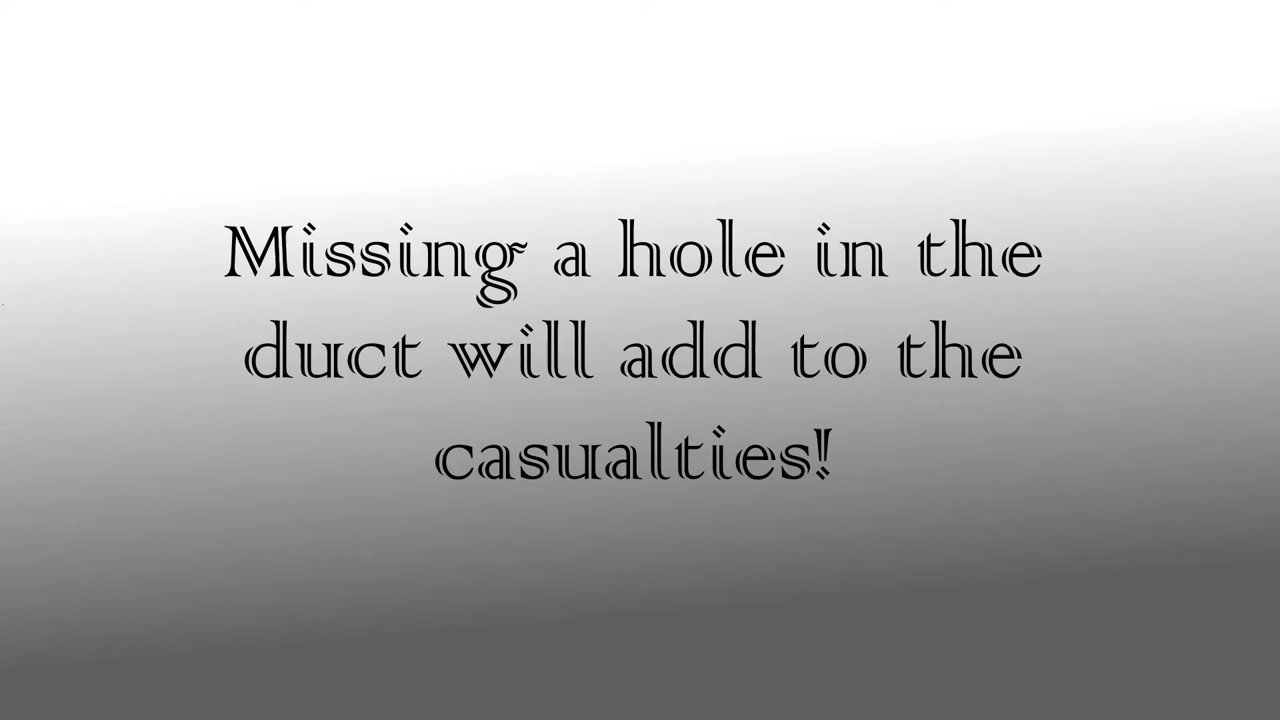 Missing a hole in the
duct will add to the
casualties!